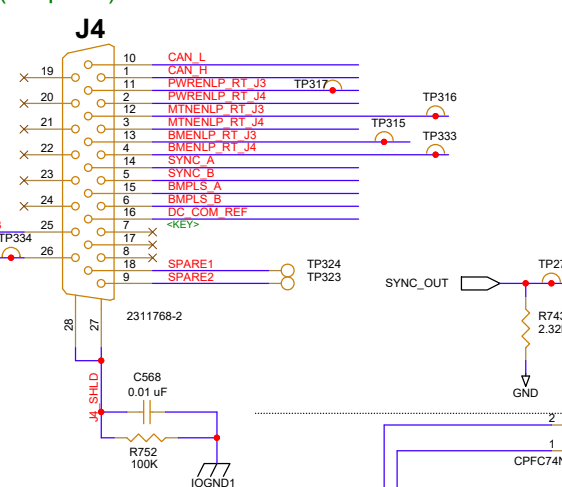 J4
10 CAN_L
19 1 CAN_H
11 PWRENLP_RT_J3 TP317
20 2 PWRENLP_RT_J4 TP316
12 MTNENLP_RT_J3
21 3 MTNENLP_RT_J4 TP315
13 BMENLP_RT_J3 TP333
22 4 BMENLP_RT_J4
14 SYNC_A
23 5 SYNC_B
15 BMPLS_A
24 6 BMPLS_B
16 DC_COM_REF
25 7 <KEY>
TP334 17
26 8
18 SPARE1 TP324
9 SPARE2 TP323
SYNC_OUT
28 27
2311768-2
GND
J4_SHLD
C568
0.01 uF
R752
100K
IOGND1
2
1